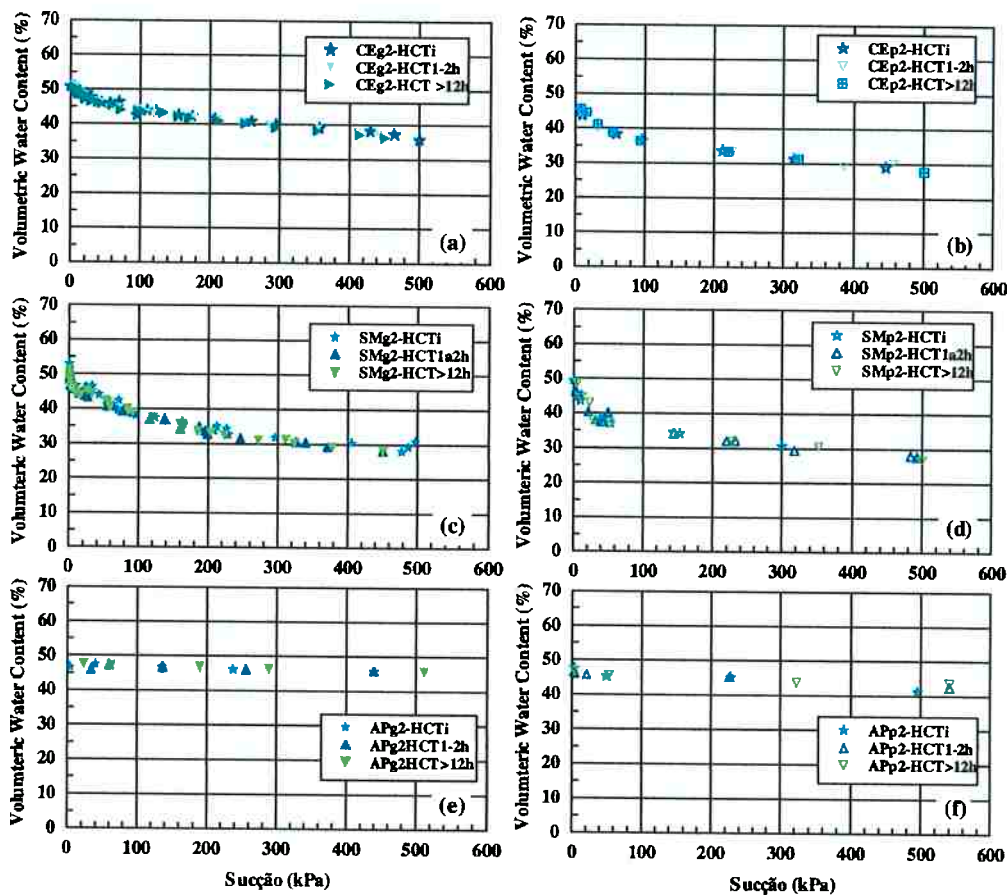 70
60
50
40
30
20
10
0
Volumetric Water Content (%)
CEg2-HCTi
CEg2-HCT1-2h
CEg2-HCT >12h
(a)
0 100 200 300 400 500 600
70
60
50
40
30
20
10
0
Volumetric Water Content (%)
CEp2-HCTi
CEp2-HCT1-2h
CEp2-HCT>12h
(b)
0 100 200 300 400 500 600
70
60
50
40
30
20
10
0
Volumteric Water Content (%)
SMg2-HCTi
SMg2-HCT1a2h
SMg2-HCT>12h
(c)
0 100 200 300 400 500 600
70
60
50
40
30
20
10
0
Volumteric Water Content (%)
SMp2-HCTi
SMp2-HCT1a2h
SMp2-HCT>12h
(d)
0 100 200 300 400 500 600
70
60
50
40
30
20
10
0
Volumteric Water Content (%)
APg2-HCTi
APg2HCT1-2h
APg2HCT>12h
(e)
0 100 200 300 400 500 600
Sucção (kPa)
70
60
50
40
30
20
10
0
Volumteric Water Content (%)
APp2-HCTi
APp2-HCT1-2h
APp2-HCT>12h
(f)
0 100 200 300 400 500 600
Sucção (kPa)